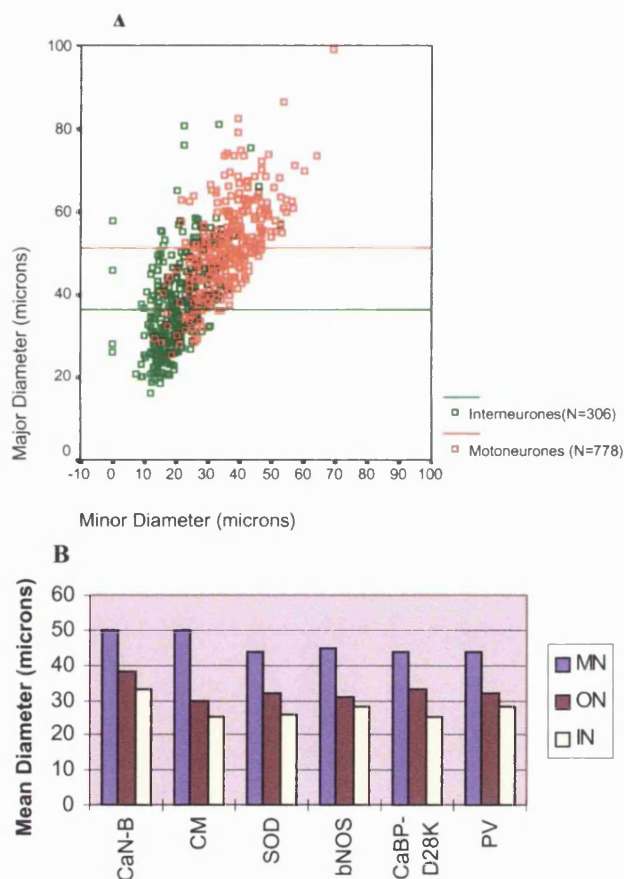 A
Major Diameter (microns)
100
80
60
40
20
0
-10 0 10 20 30 40 50 60 70 80 90 100
Minor Diameter (microns)
Interneurones(N=306)
Motoneurones (N=778)
B
Mean Diameter (microns)
60
50
40
30
20
10
0
CaN-B
CM
SOD
bNOS
CaBP-
D28K
PV
MN
ON
IN